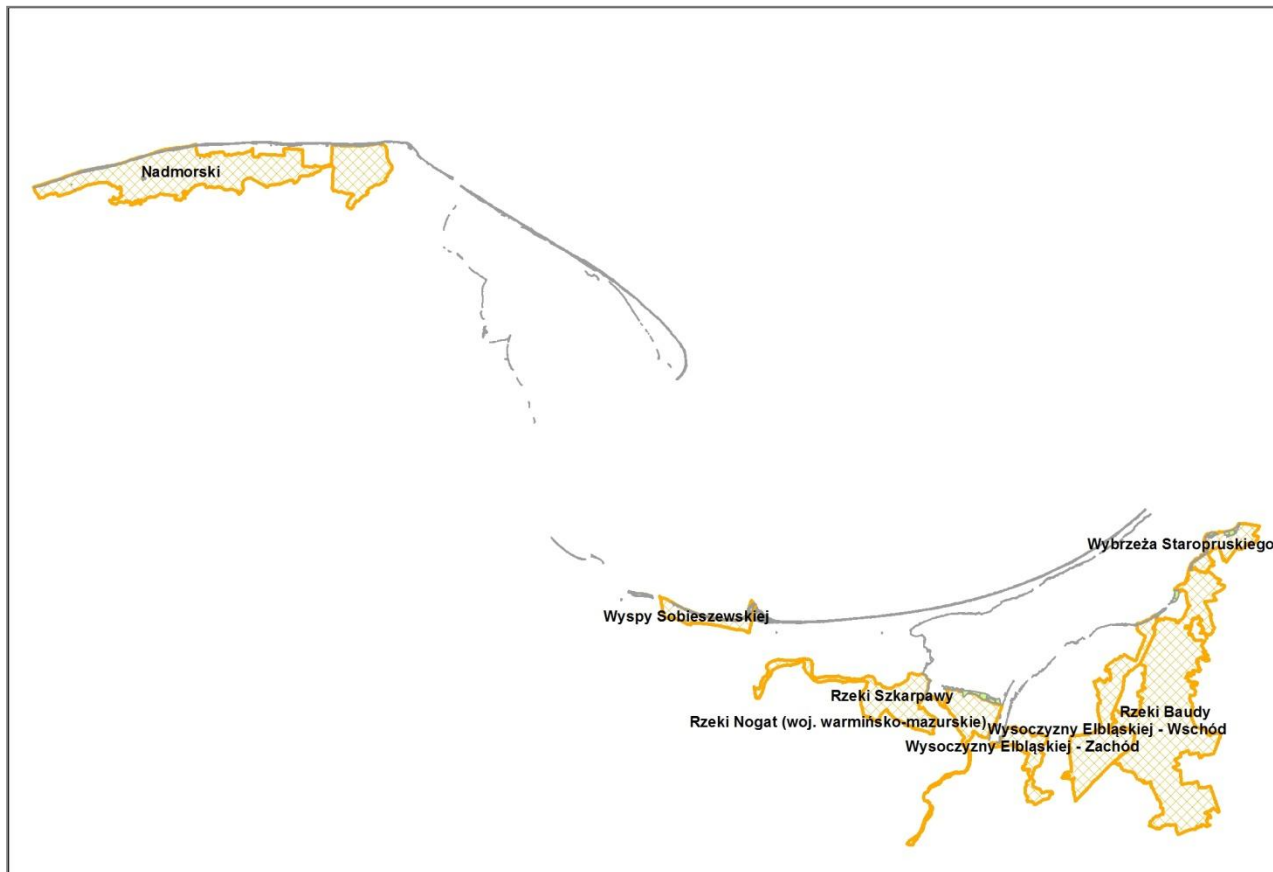 Nadmorski
Wybrzeża Staropruskiego
Wyspy Sobieszewskiej
Rzeki Szkarpawy
Rzeki Baudy
Rzeki Nogat (woj. warmińsko-mazurskie)
Wysoczyzny Elbląskiej - Wschód
Wysoczyzny Elbląskiej - Zachód